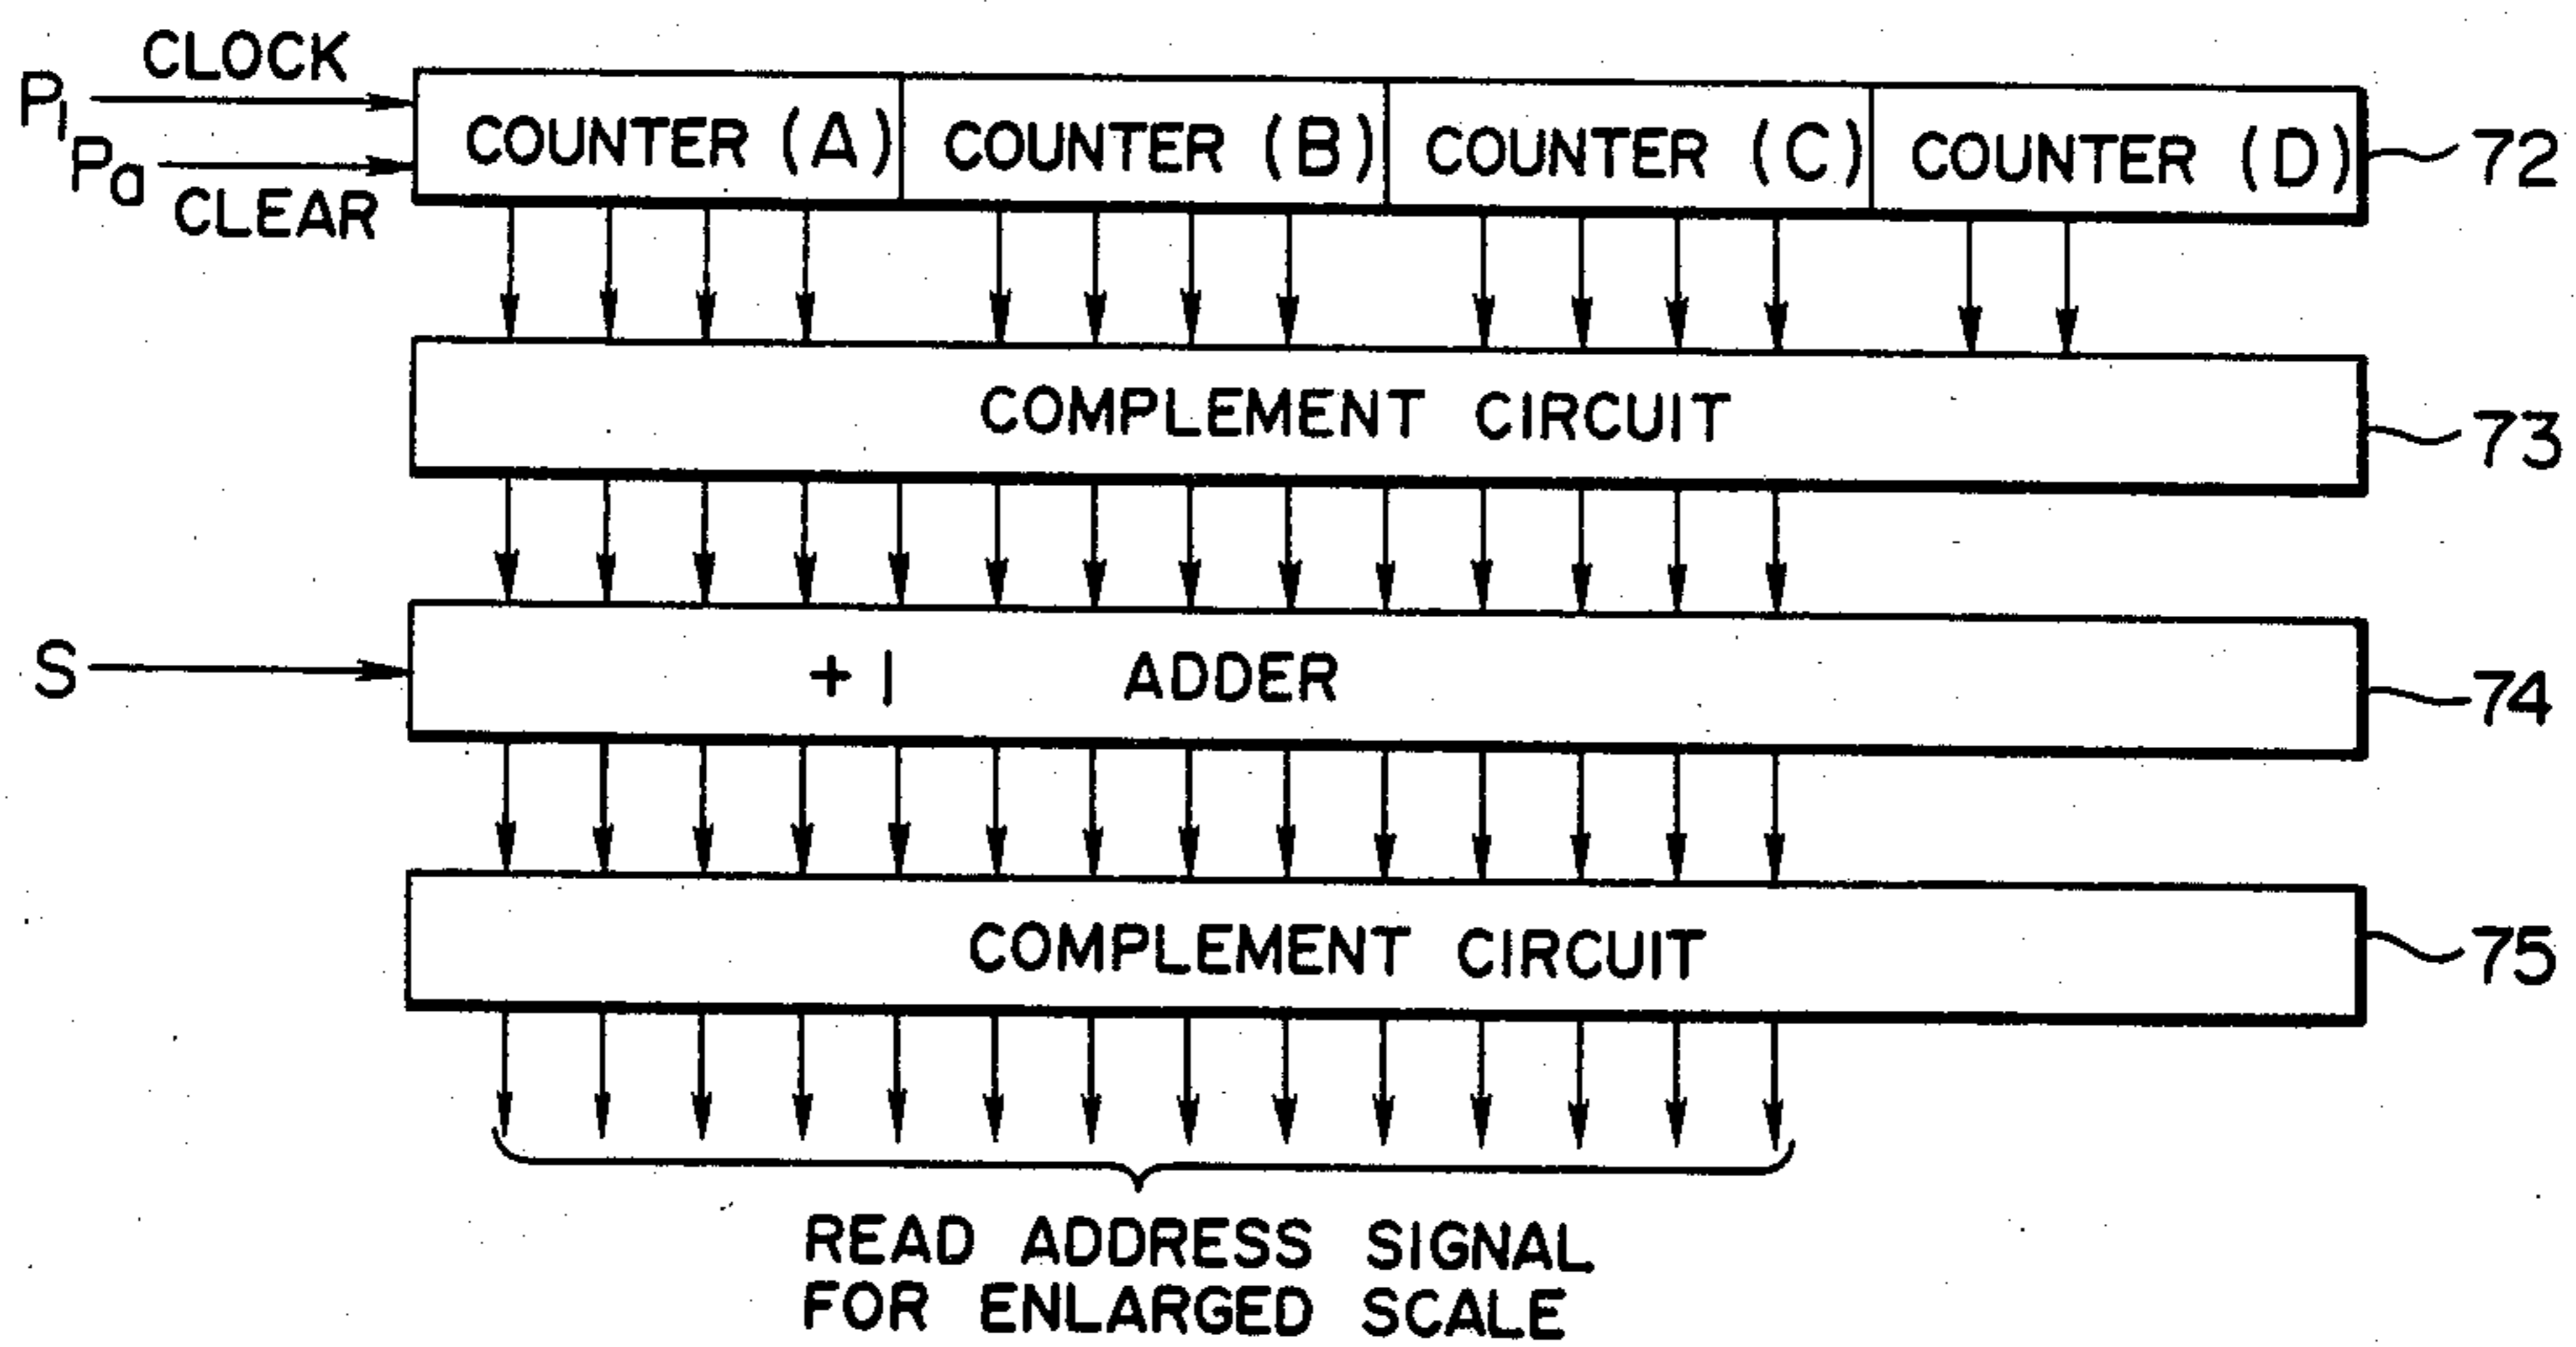 CLOCK
P1
Pa
CLEAR
COUNTER (A) COUNTER (B) COUNTER (C) COUNTER (D)
72
COMPLEMENT CIRCUIT
73
S
+1 ADDER
74
COMPLEMENT CIRCUIT
75
READ ADDRESS SIGNAL
FOR ENLARGED SCALE